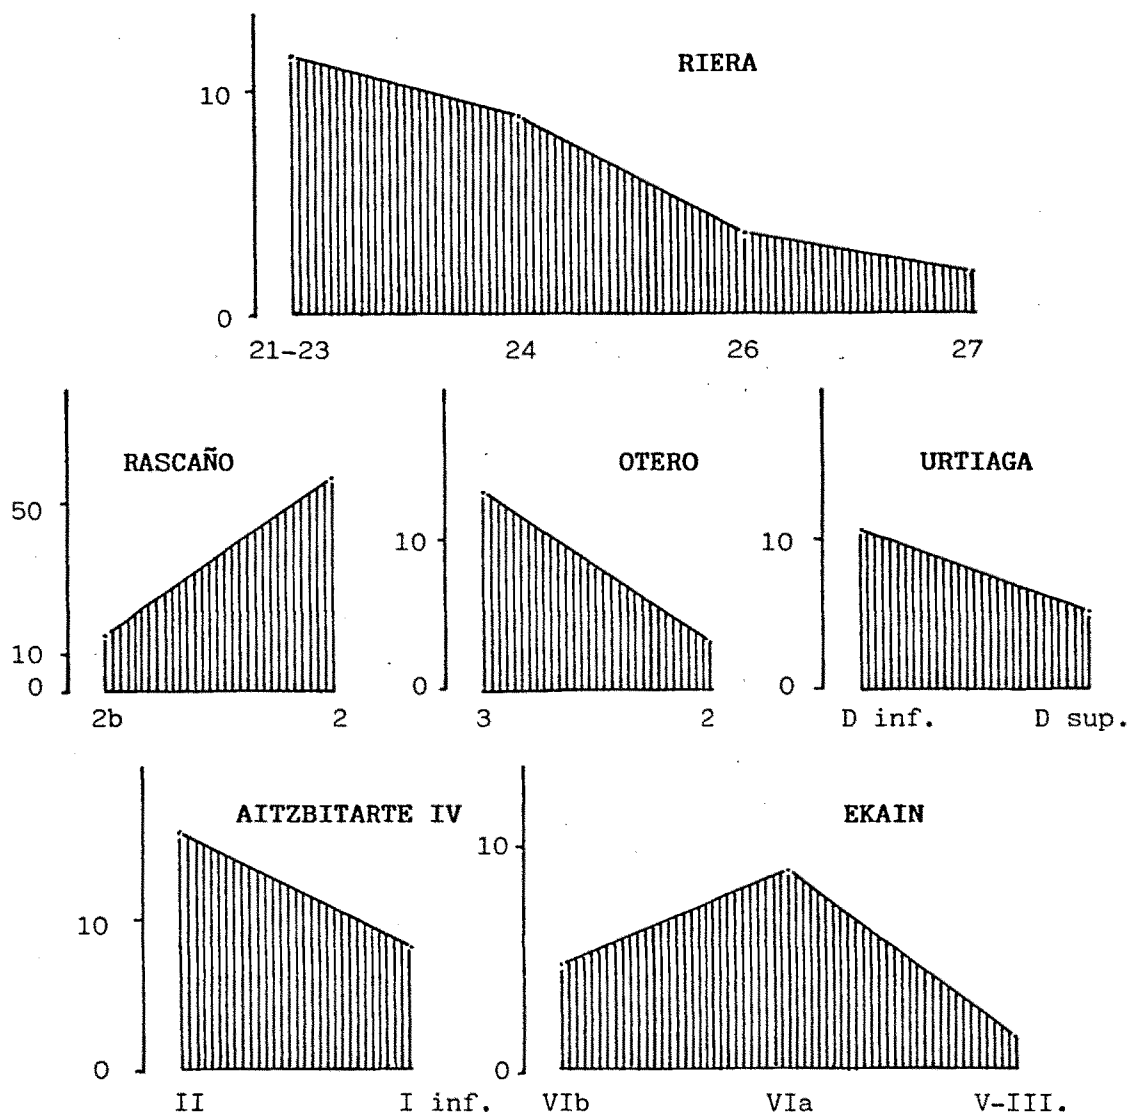 RIERA
10
0
21-23 24 26 27
RASCAÑO OTERO URTIAGA
50
10 10
10
0 0 0
2b 2 3 2 D inf. D sup.
AITZBITARTE IV EKAIN
10
10
0 0
II I inf. VIb VIa V-III.